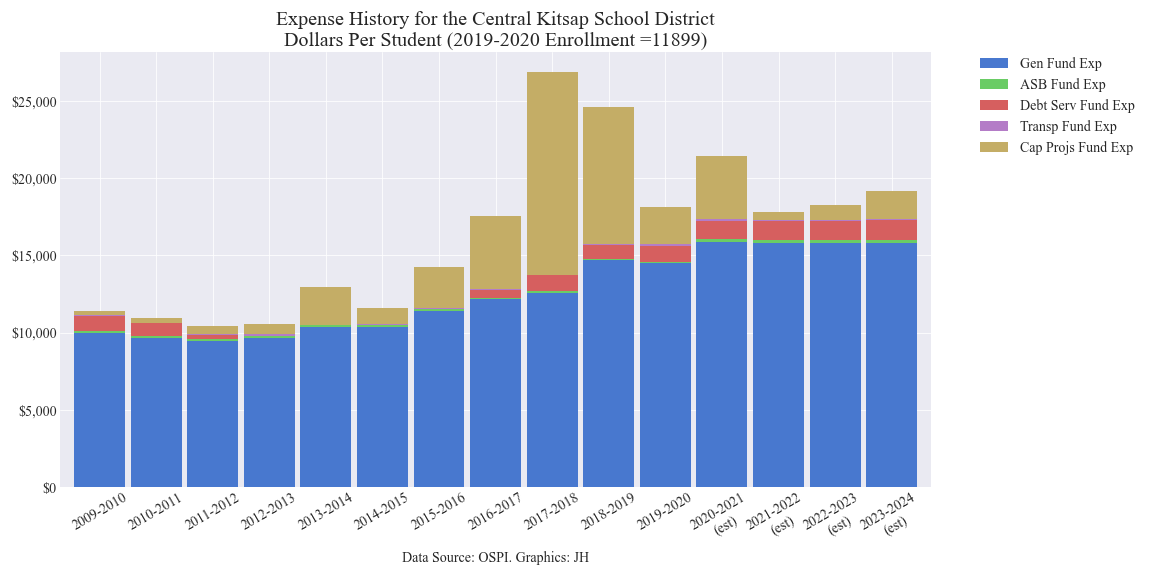 Expense History for the Central Kitsap School District
Dollars Per Student (2019-2020 Enrollment =11899)
Gen Fund Exp
ASB Fund Exp
Debt Serv Fund Exp
Transp Fund Exp
Cap Projs Fund Exp
$25,000
$20,000
$15,000
$10,000
$5,000
$0
2009-2010
2010-2011
2011-2012
2012-2013
2013-2014
2014-2015
2015-2016
2016-2017
2017-2018
2018-2019
2019-2020
2020-2021
(est)
2021-2022
(est)
2022-2023
(est)
2023-2024
(est)
Data Source: OSPI. Graphics: JH